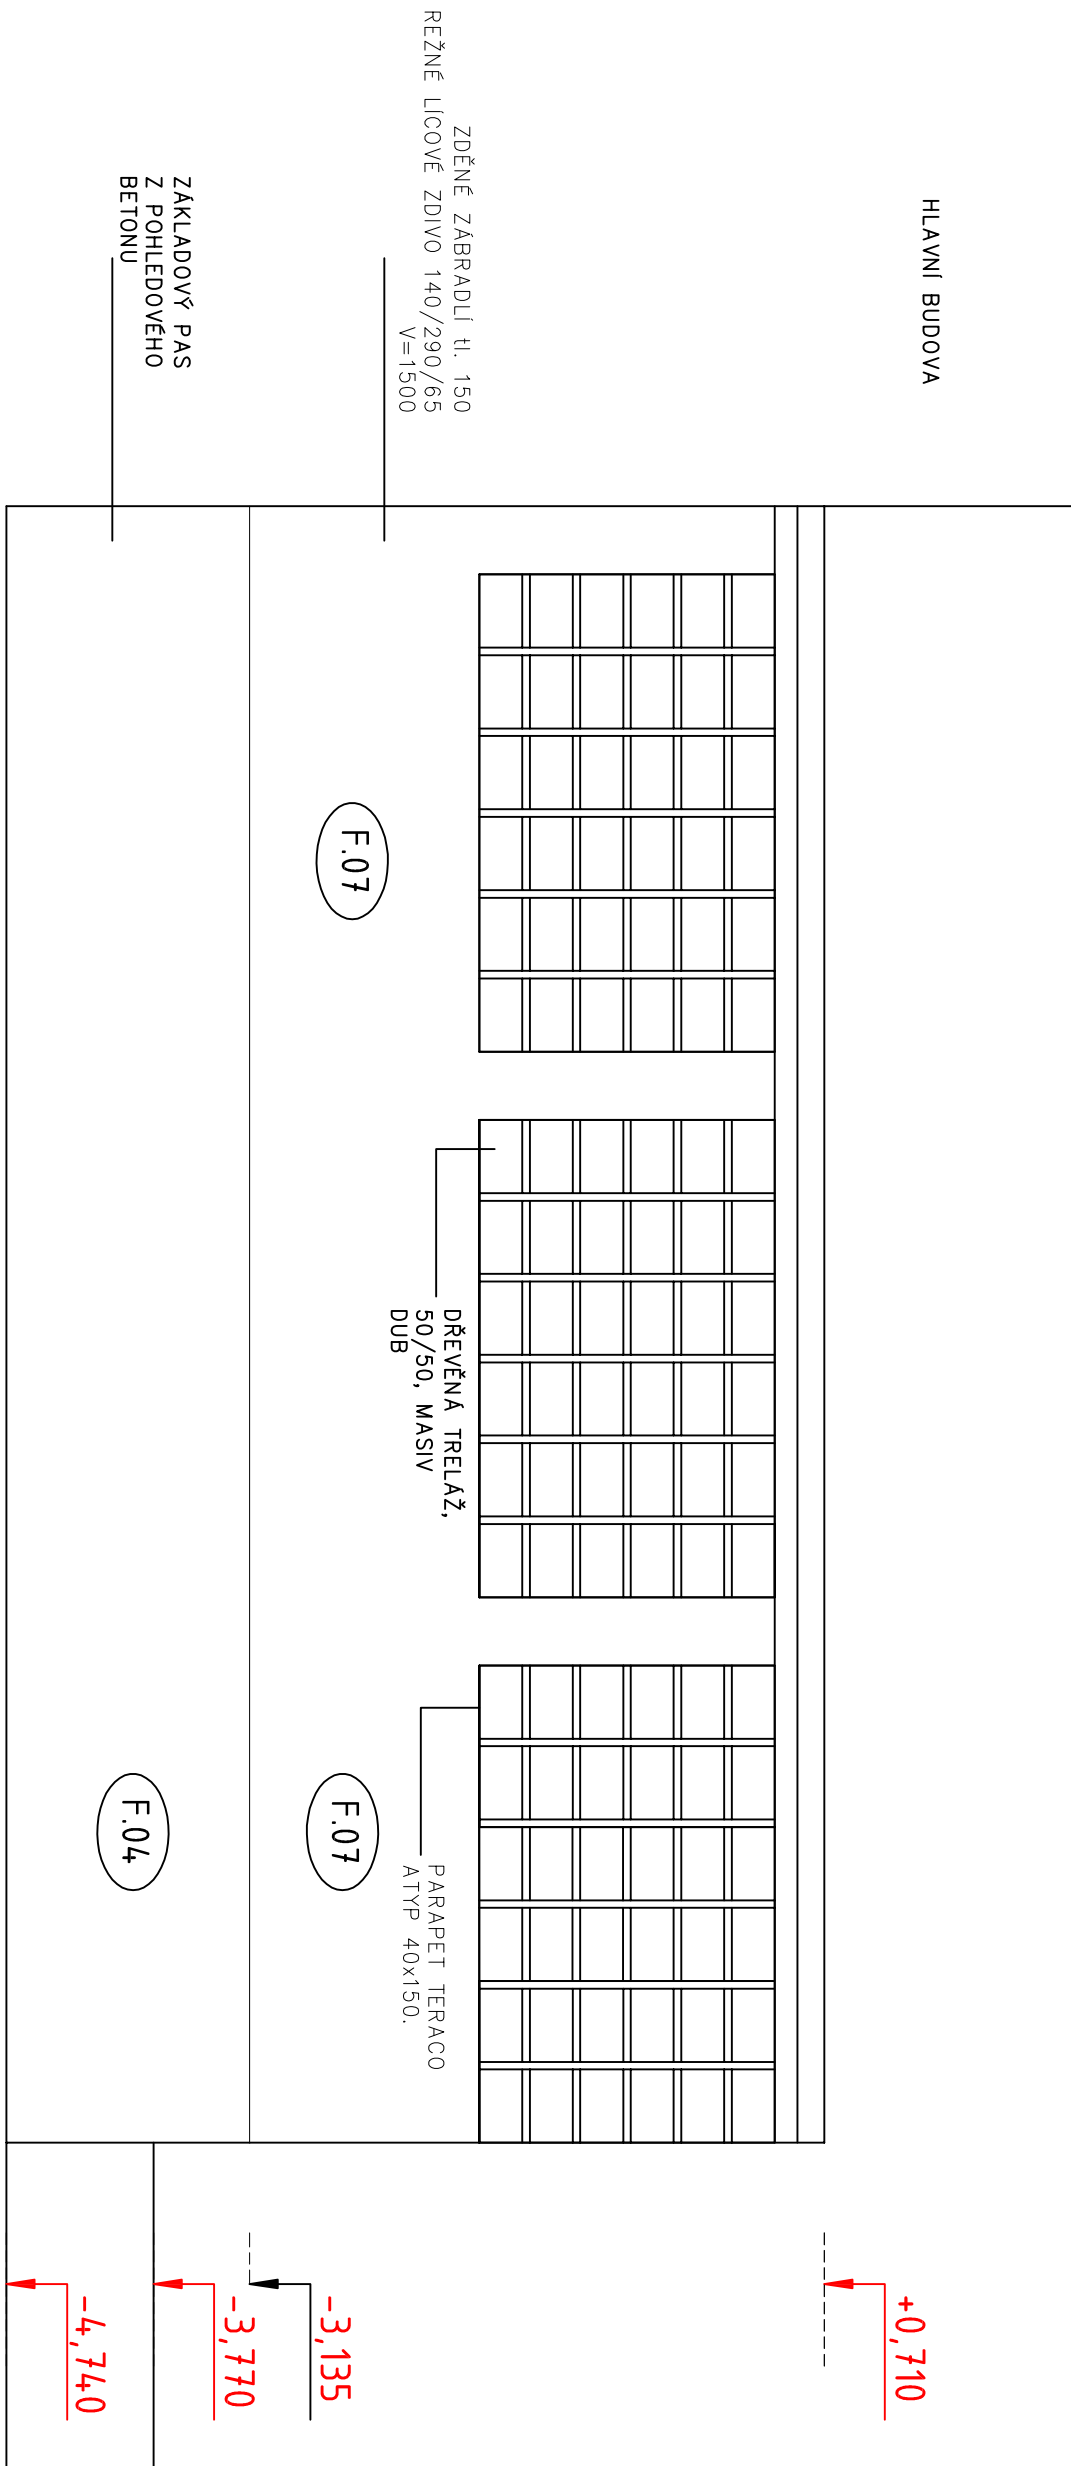 HLAVNÍ BUDOVA
ZDĚNÉ ZÁBRADLÍ tl. 150
REŽNÉ LÍCOVÉ ZDIVO 140/290/65
V=1500
ZÁKLADOVÝ PAS
Z POHLEDOVÉHO
BETONU
F.07
DŘEVĚNÁ TRELÁŽ,
50/50, MASIV
DUB
F.07
F.04
PARAPET TERACO
ATYP 40x150.
+0,710
-3,135
-3,770
-4,740